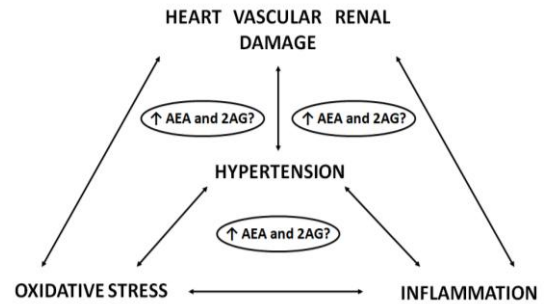 HEART VASCULAR RENAL
DAMAGE
↑ AEA and 2AG?
↑ AEA and 2AG?
HYPERTENSION
↑ AEA and 2AG?
OXIDATIVE STRESS
INFLAMMATION